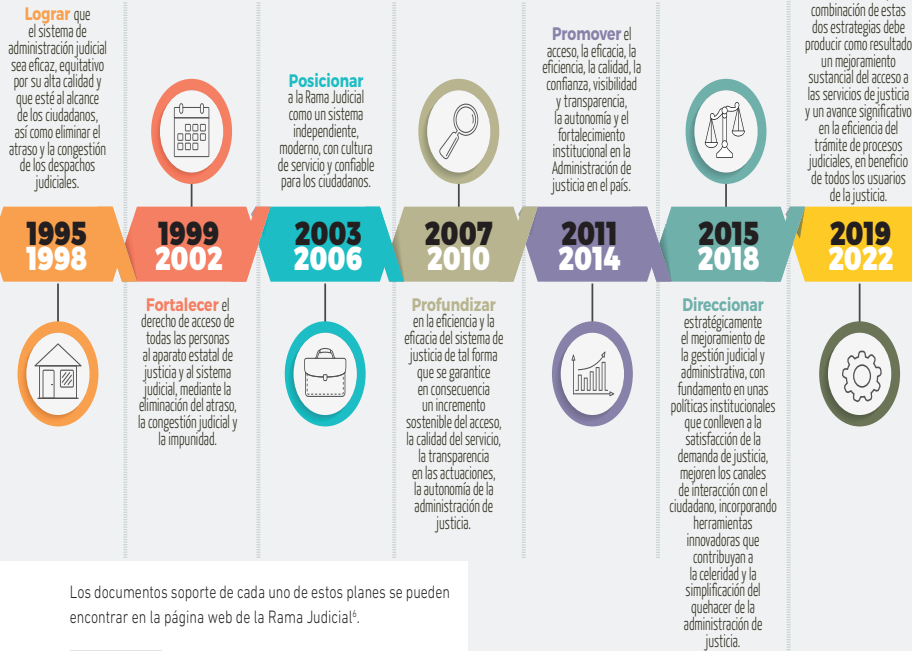 Lograr que
el sistema de
administración judicial
sea eficaz, equitativo
por su alta calidad y
que esté al alcance
de los ciudadanos,
así como eliminar el
atraso y la congestión
de los despachos
judiciales.
1995
1998
1999
2002
Fortalecer el
derecho de acceso de
todas las personas
al aparato estatal de
justicia y al sistema
judicial, mediante la
eliminación del atraso,
la congestión judicial y
la impunidad.
Posicionar
a la Rama Judicial
como un sistema
independiente,
moderno, con cultura
de servicio y confiable
para los ciudadanos.
2003
2006
2007
2010
Profundizar
en la eficiencia y la
eficacia del sistema de
justicia de tal forma
que se garantice
en consecuencia
un incremento
sostenible del acceso,
la calidad del servicio,
la transparencia
en las actuaciones,
la autonomía de la
administración de
justicia.
Promover el
acceso, la eficacia, la
eficiencia, la calidad, la
confianza, visibilidad
y transparencia,
la autonomía y el
fortalecimiento
institucional en la
Administración de
justicia en el país.
2011
2014
2015
2018
Direccionar
estratégicamente
el mejoramiento de
la gestión judicial y
administrativa, con
fundamento en unas
políticas institucionales
que conlleven a la
satisfacción de la
demanda de justicia,
mejoren los canales
de interacción con el
ciudadano, incorporando
herramientas
innovadoras que
contribuyan a
la celeridad y la
simplificación del
quehacer de la
administración de
justicia.
combinación de estas
dos estrategias debe
producir como resultado
un mejoramiento
sustancial del acceso a
las servicios de justicia
y un avance significativo
en la eficiencia del
trámite de procesos
judiciales, en beneficio
de todos los usuarios
de la justicia.
2019
2022
Los documentos soporte de cada uno de estos planes se pueden
encontrar en la página web de la Rama Judicial⁶.